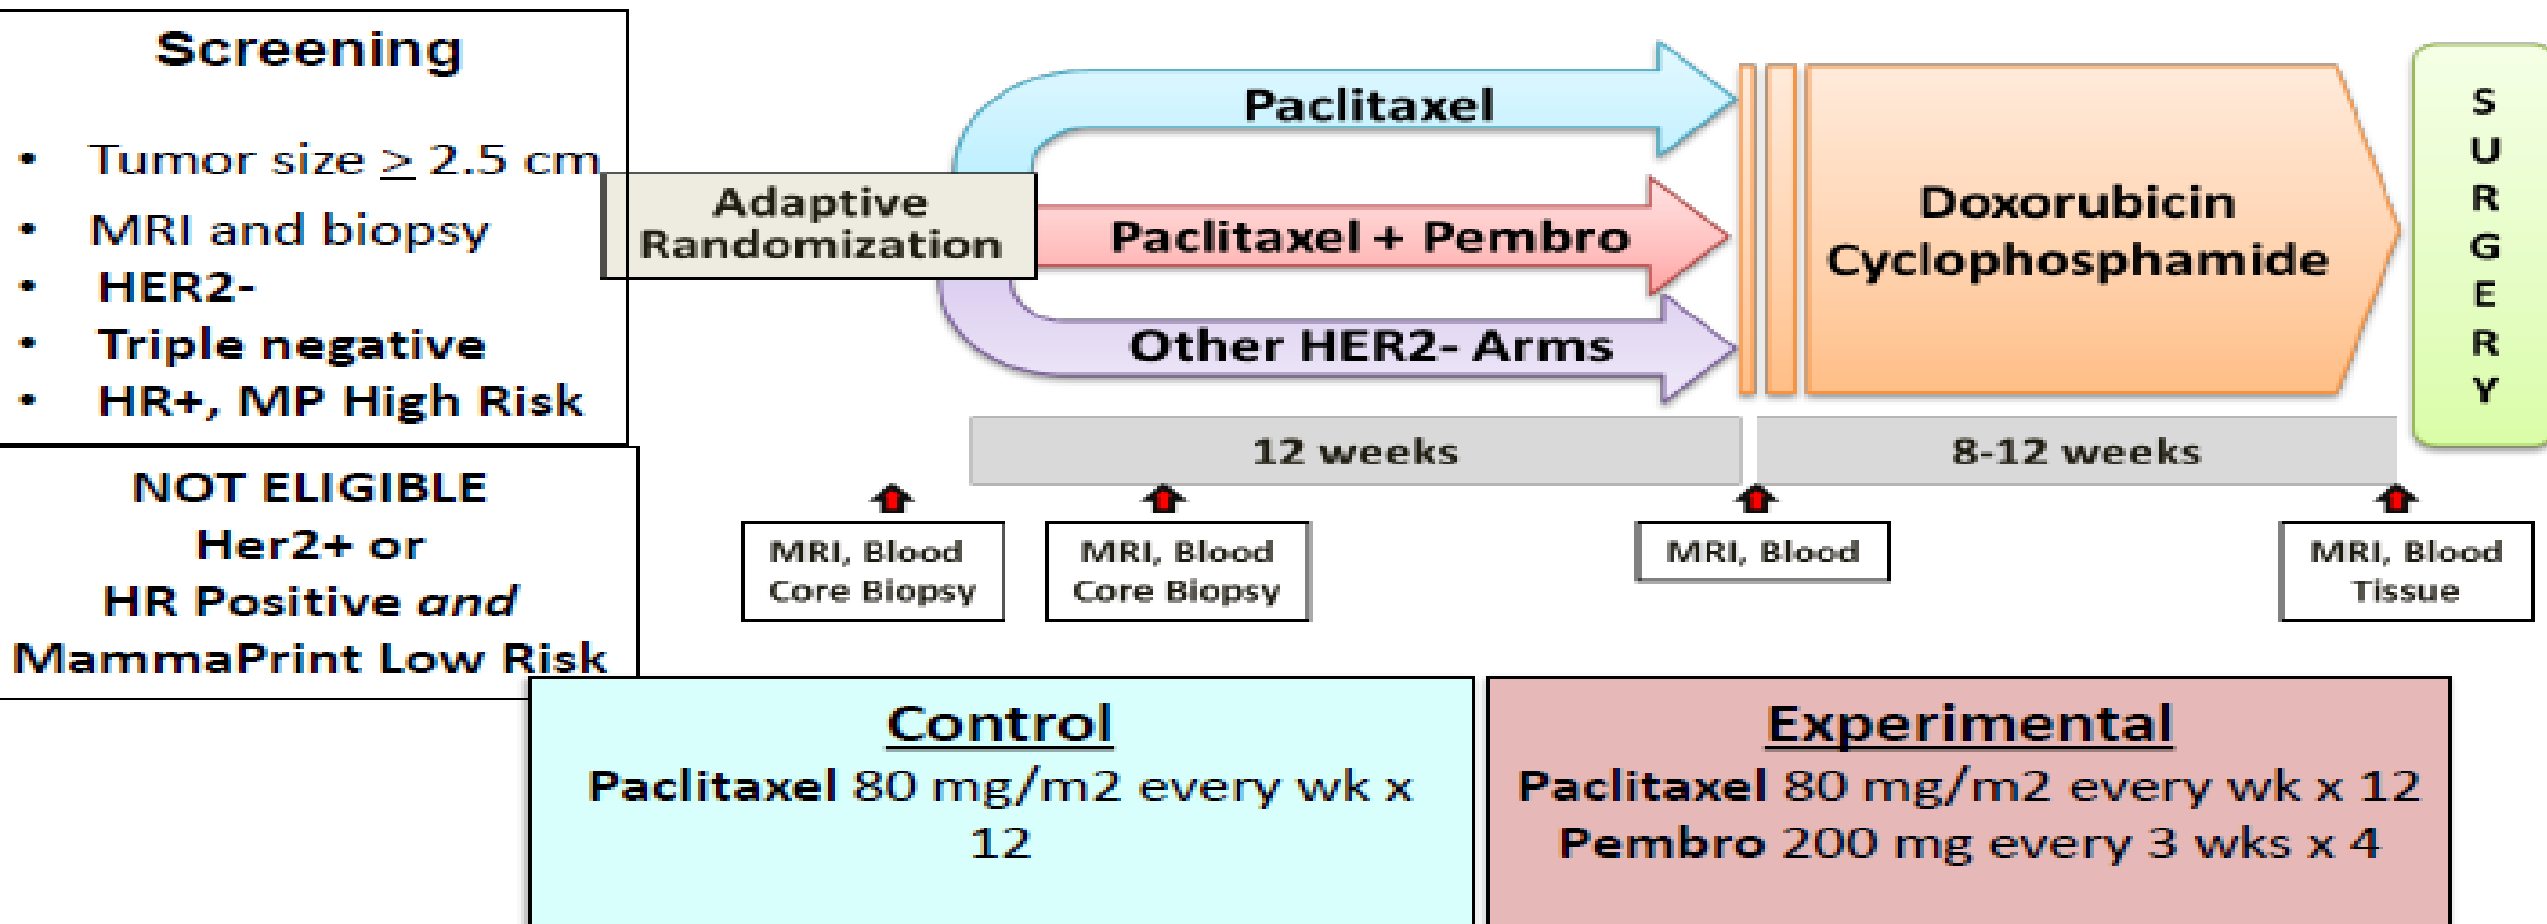 Screening
• Tumor size ≥ 2.5 cm
• MRI and biopsy
• HER2-
• Triple negative
• HR+, MP High Risk
NOT ELIGIBLE
Her2+ or
HR Positive and
MammaPrint Low Risk
Adaptive
Randomization
Paclitaxel
Paclitaxel + Pembro
Other HER2- Arms
Doxorubicin
Cyclophosphamide
S
U
R
G
E
R
Y
12 weeks
8-12 weeks
MRI, Blood
Core Biopsy
MRI, Blood
Core Biopsy
MRI, Blood
MRI, Blood
Tissue
Control
Paclitaxel 80 mg/m2 every wk x
12
Experimental
Paclitaxel 80 mg/m2 every wk x 12
Pembro 200 mg every 3 wks x 4